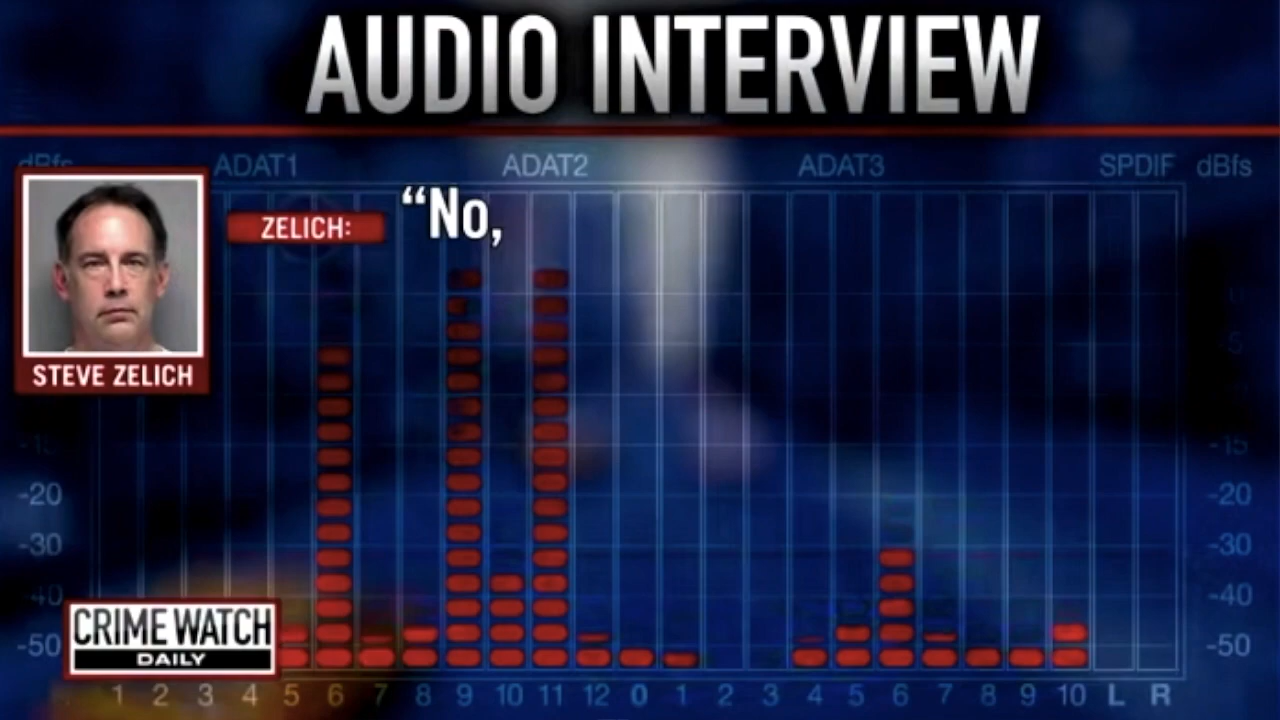 AUDIO INTERVIEW
dBfs ADAT1 ADAT2 ADAT3 SPDIF dBfs
ZELICH: “No,
STEVE ZELICH
-5
-15 -15
-20 -20
-30 -30
-40 -40
-50 -50
CRIME WATCH
DAILY
1 2 3 4 5 6 7 8 9 10 11 12 0 1 2 3 4 5 6 7 8 9 10 L R